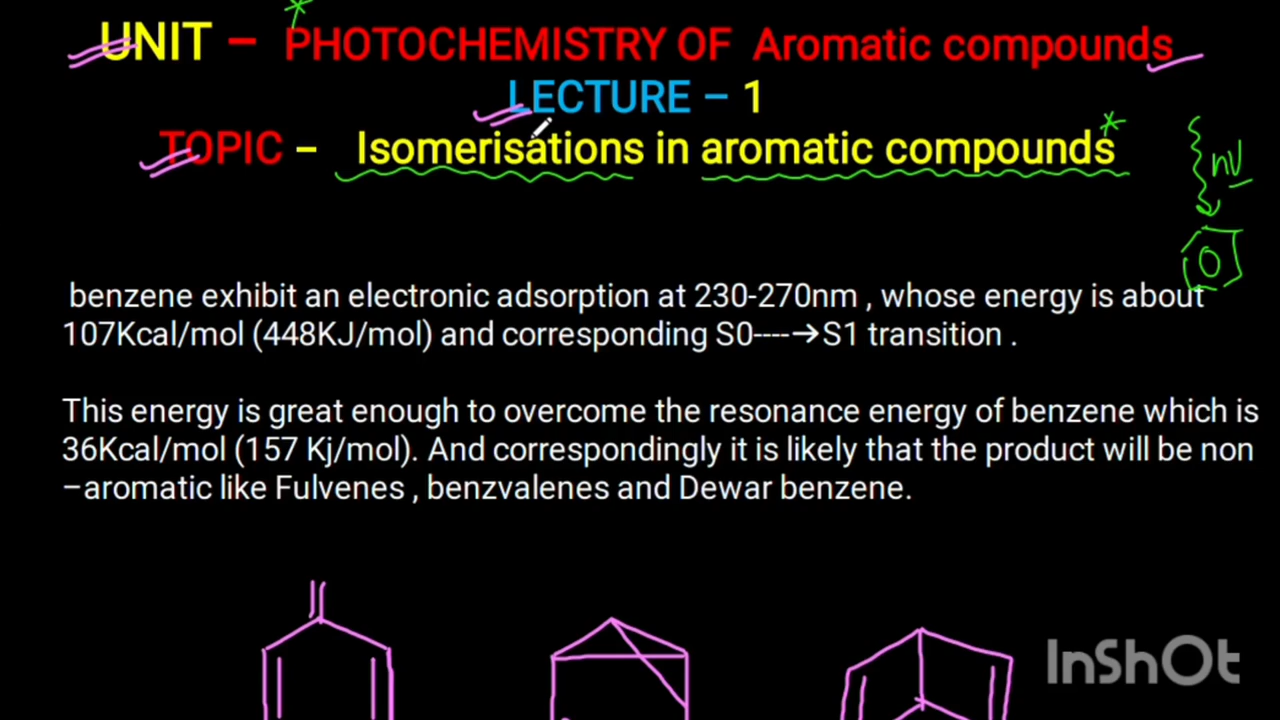 UNIT – PHOTOCHEMISTRY OF Aromatic compounds
LECTURE – 1
TOPIC – Isomerisations in aromatic compounds
hν
benzene exhibit an electronic adsorption at 230-270nm , whose energy is about
107Kcal/mol (448KJ/mol) and corresponding S0----→S1 transition .
This energy is great enough to overcome the resonance energy of benzene which is
36Kcal/mol (157 Kj/mol). And correspondingly it is likely that the product will be non
–aromatic like Fulvenes , benzvalenes and Dewar benzene.
InShOt